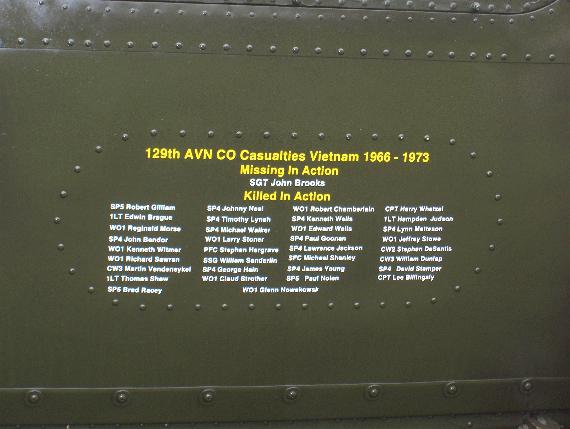 129th AVN CO Casualties Vietnam 1966 - 1973
Missing In Action
SGT John Brooks
Killed In Action
SP5 Robert Gilliam SP4 Johnny Neal WO1 Robert Chamberlain CPT Harry Whetzel
1LT Edwin Brague SP4 Timothy Lynch SP4 Kenneth Wells 1LT Hampden Judson
WO1 Reginald Morse SP4 Michael Walker WO1 Edward Wells SP4 Lynn Matteson
SP4 John Bendor WO1 Larry Stoner SP4 Paul Goonan WO1 Jeffrey Stowe
WO1 Kenneth Witmer PFC Stephen Hargrave SP4 Lawrence Jackson CW2 Stephen DeSantis
WO1 Richard Sawran SSG William Sanderlin SFC Michael Shanley CW3 William Dunlap
CW3 Martin Vendeneykel SP4 George Hain SP4 James Young SP4 David Stamper
1LT Thomas Shaw WO1 Claud Strother SP5 Paul Nolen CPT Lee Billingsly
SP5 Brad Racey WO1 Glenn Nowakowski